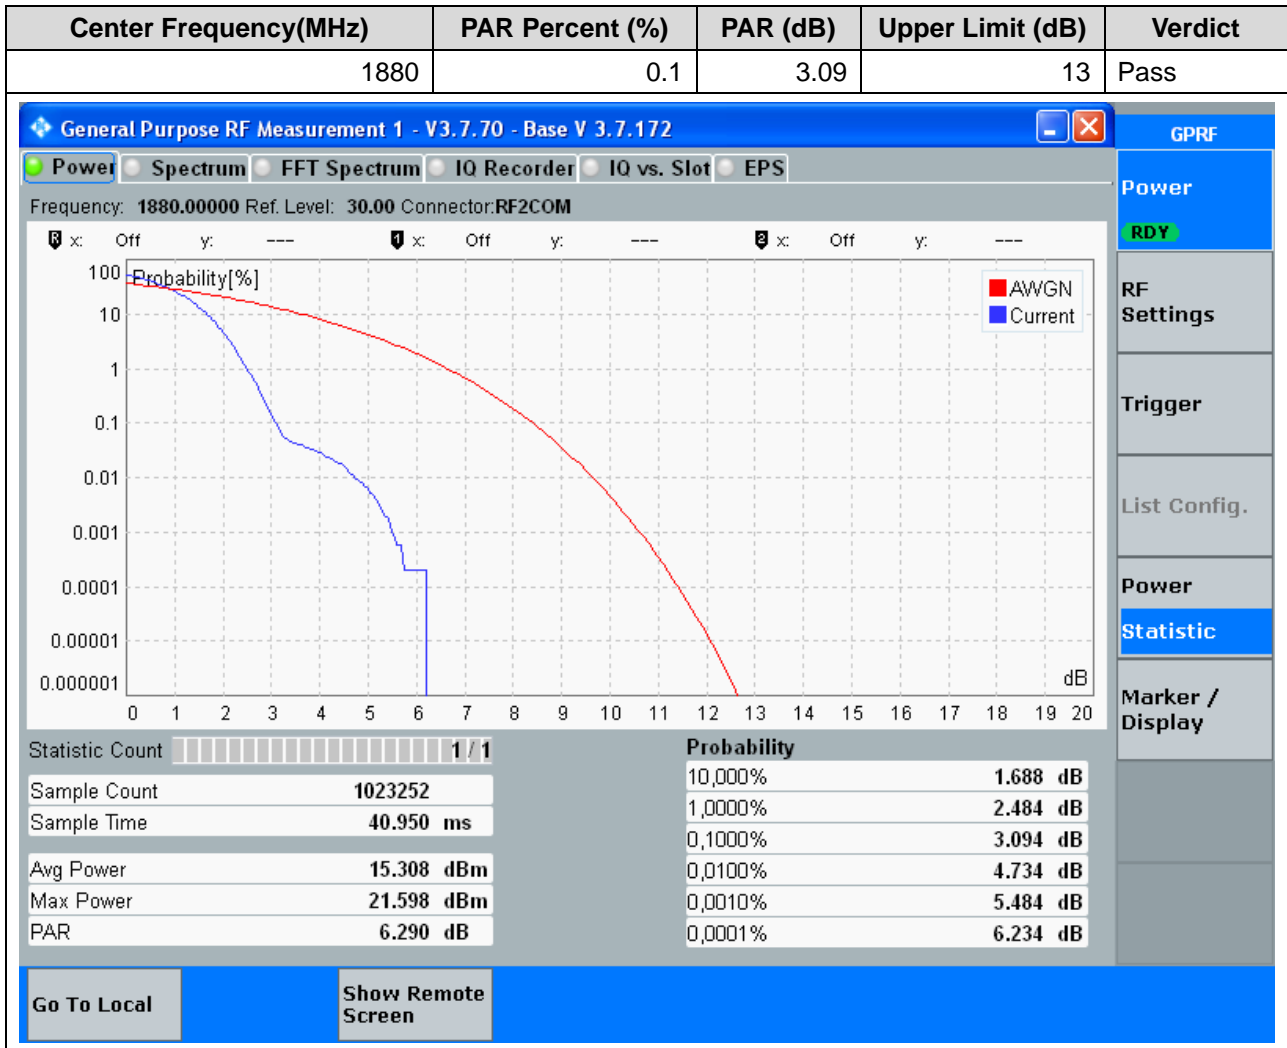 Center Frequency(MHz) PAR Percent (%) PAR (dB) Upper Limit (dB) Verdict
1880 0.1 3.09 13 Pass
General Purpose RF Measurement 1 - V3.7.70 - Base V 3.7.172
GPRF
Power Spectrum FFT Spectrum IQ Recorder IQ vs. Slot EPS
Power
RDY
Frequency: 1880.00000 Ref. Level: 30.00 Connector:RF2COM
R x: Off y: --- 1 x: Off y: --- 2 x: Off y: ---
Probability[%]
AWGN
Current
100
10
1
0.1
0.01
0.001
0.0001
0.00001
0.000001
dB
0 1 2 3 4 5 6 7 8 9 10 11 12 13 14 15 16 17 18 19 20
RF
Settings
Trigger
List Config.
Power
Statistic
Marker /
Display
Statistic Count 1 / 1
Sample Count 1023252
Sample Time 40.950 ms
Avg Power 15.308 dBm
Max Power 21.598 dBm
PAR 6.290 dB
Probability
10,000% 1.688 dB
1,0000% 2.484 dB
0,1000% 3.094 dB
0,0100% 4.734 dB
0,0010% 5.484 dB
0,0001% 6.234 dB
Go To Local
Show Remote
Screen